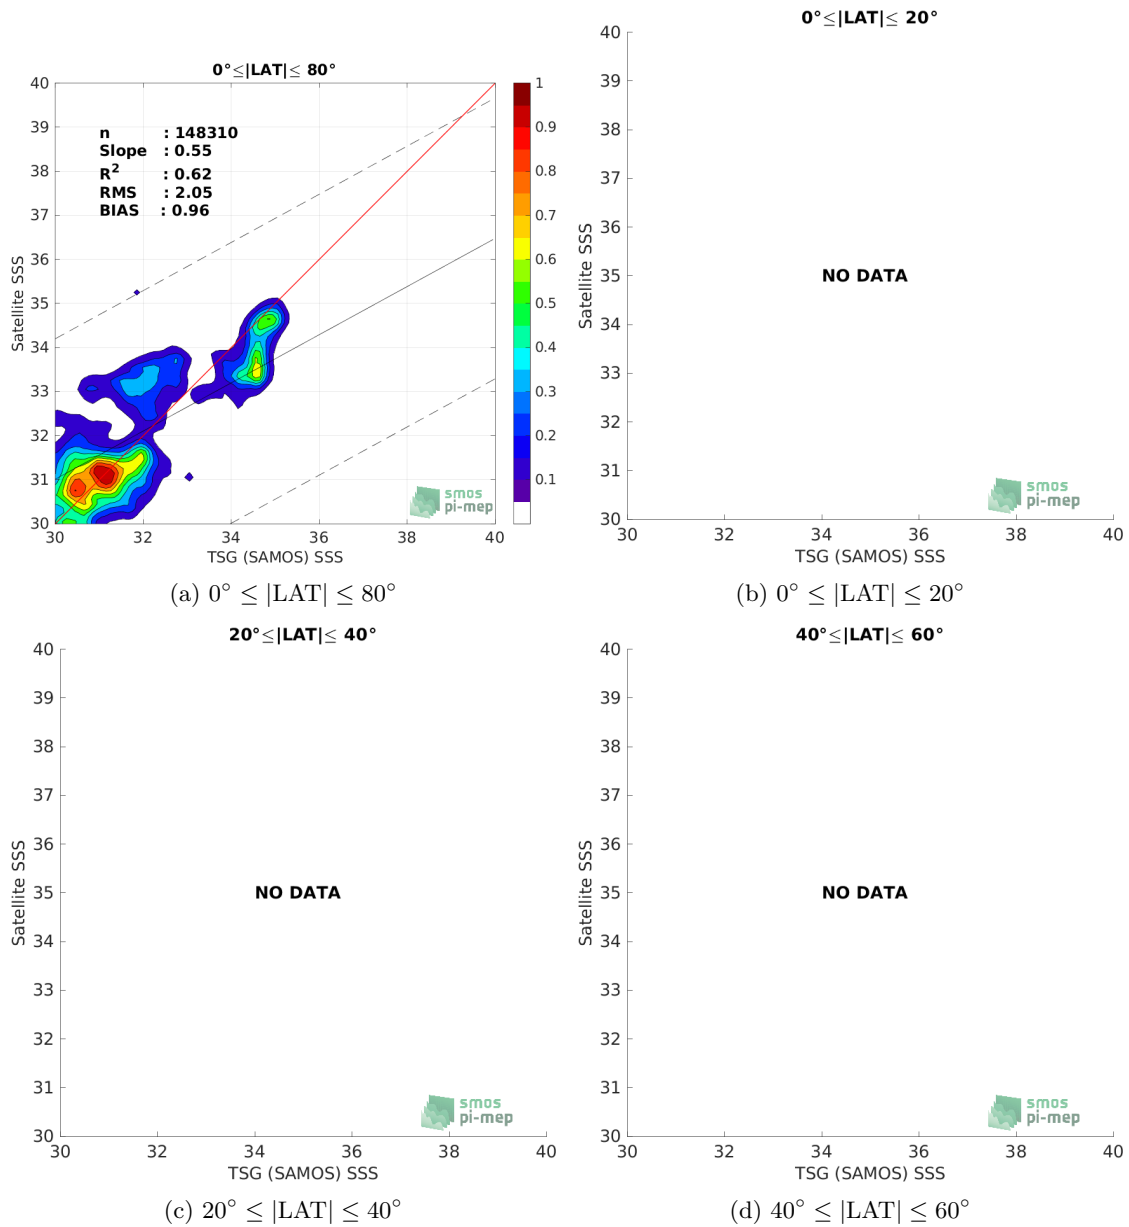 0°≤|LAT|≤ 80°
40
39
38
37
36
35
34
33
32
31
30
Satellite SSS
n : 148310
Slope : 0.55
R² : 0.62
RMS : 2.05
BIAS : 0.96
1
0.9
0.8
0.7
0.6
0.5
0.4
0.3
0.2
0.1
smos
pi-mep
30 32 34 36 38 40
TSG (SAMOS) SSS
(a) 0° ≤ |LAT| ≤ 80°
0°≤|LAT|≤ 20°
40
39
38
37
36
35
34
33
32
31
30
Satellite SSS
NO DATA
smos
pi-mep
30 32 34 36 38 40
TSG (SAMOS) SSS
(b) 0° ≤ |LAT| ≤ 20°
20°≤|LAT|≤ 40°
40
39
38
37
36
35
34
33
32
31
30
Satellite SSS
NO DATA
smos
pi-mep
30 32 34 36 38 40
TSG (SAMOS) SSS
(c) 20° ≤ |LAT| ≤ 40°
40°≤|LAT|≤ 60°
40
39
38
37
36
35
34
33
32
31
30
Satellite SSS
NO DATA
smos
pi-mep
30 32 34 36 38 40
TSG (SAMOS) SSS
(d) 40° ≤ |LAT| ≤ 60°